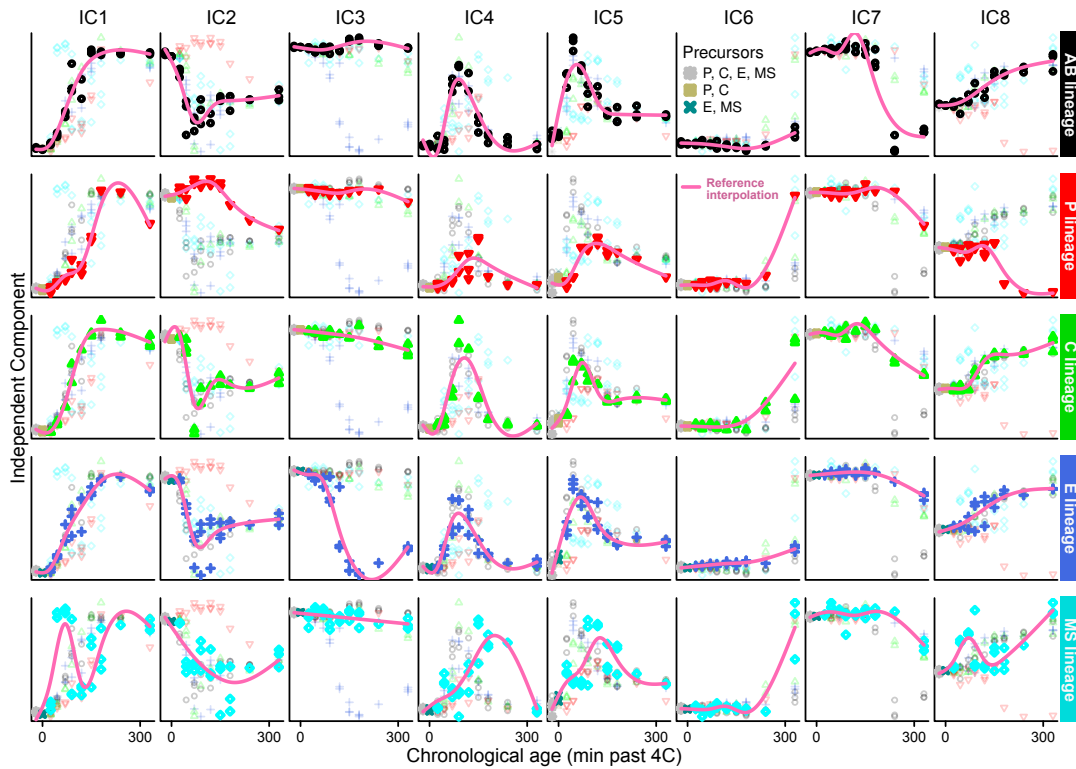 IC1 IC2 IC3 IC4 IC5 IC6 IC7 IC8
Precursors
P, C, E, MS
P, C
E, MS
AB lineage
Reference
interpolation
P lineage
C lineage
E lineage
MS lineage
Independent Component
0 300 0 300 0 300 0 300 0 300 0 300 0 300 0 300
Chronological age (min past 4C)